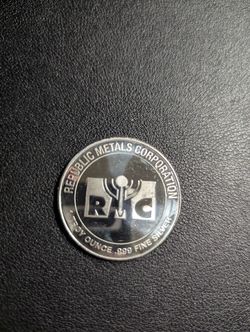 REPUBLIC METALS CORPORATION
RMC
TROY OUNCE .999 FINE SILVER